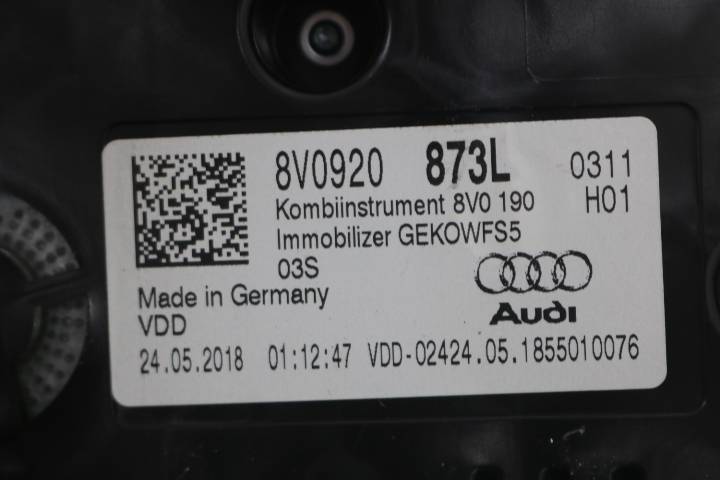 8V0920 873L 0311
Kombiinstrument 8V0 190 H01
Immobilizer GEKOWFS5
03S
Made in Germany
Audi
VDD
24.05.2018 01:12:47 VDD-02424.05.1855010076